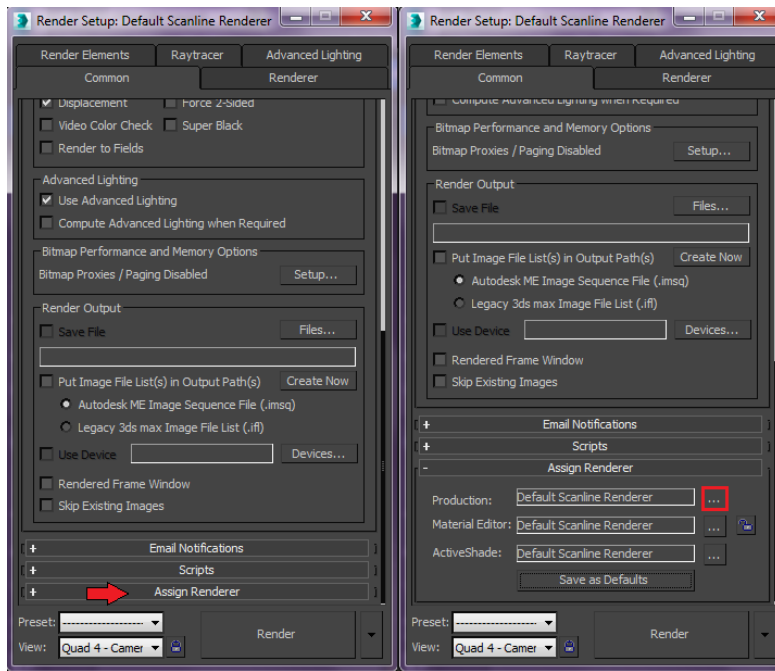 Render Setup: Default Scanline Renderer
Render Elements Raytracer Advanced Lighting
Common Renderer
Displacement Force 2-Sided
Video Color Check Super Black
Render to Fields
Advanced Lighting
Use Advanced Lighting
Compute Advanced Lighting when Required
Bitmap Performance and Memory Options
Bitmap Proxies / Paging Disabled Setup...
Render Output
Save File Files...
Put Image File List(s) in Output Path(s) Create Now
Autodesk ME Image Sequence File (.imsq)
Legacy 3ds max Image File List (.ifl)
Use Device Devices...
Rendered Frame Window
Skip Existing Images
+ Email Notifications
+ Scripts
+ Assign Renderer
Preset: --------------------
View: Quad 4 - Camer
Render
Render Setup: Default Scanline Renderer
Render Elements Raytracer Advanced Lighting
Common Renderer
Compute Advanced Lighting when Required
Bitmap Performance and Memory Options
Bitmap Proxies / Paging Disabled Setup...
Render Output
Save File Files...
Put Image File List(s) in Output Path(s) Create Now
Autodesk ME Image Sequence File (.imsq)
Legacy 3ds max Image File List (.ifl)
Use Device Devices...
Rendered Frame Window
Skip Existing Images
+ Email Notifications
+ Scripts
- Assign Renderer
Production: Default Scanline Renderer ...
Material Editor: Default Scanline Renderer ...
ActiveShade: Default Scanline Renderer ...
Save as Defaults
Preset: --------------------
View: Quad 4 - Camer
Render